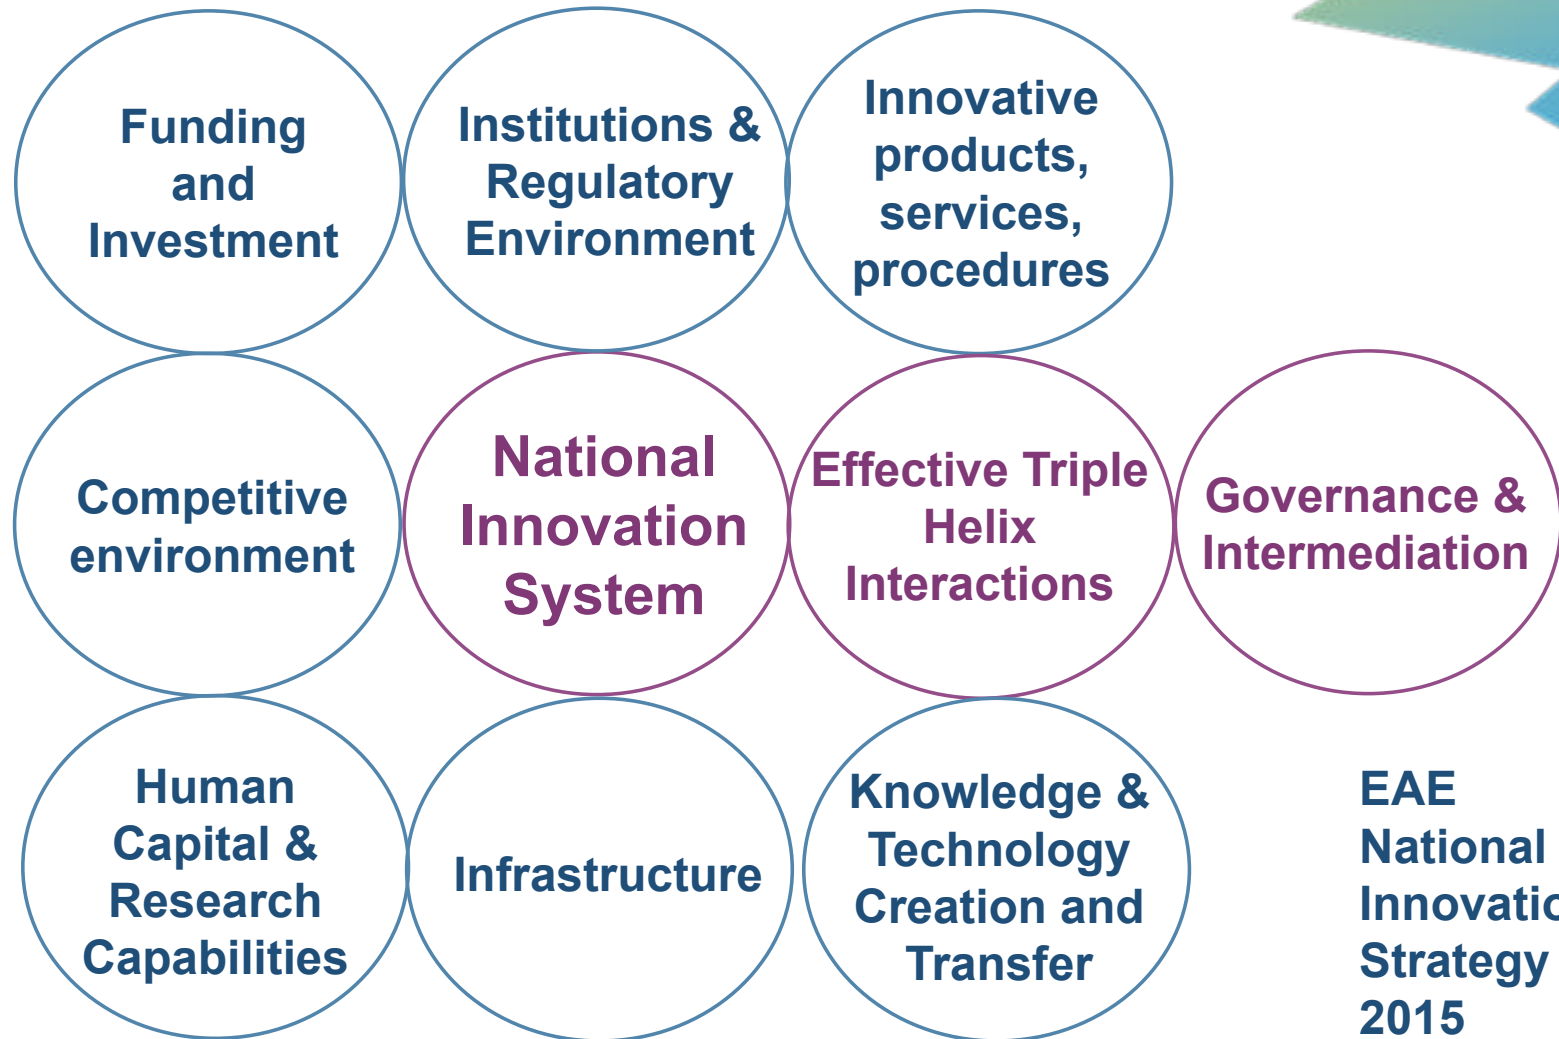 Funding
and
Investment
Institutions &
Regulatory
Environment
Innovative
products,
services,
procedures
Competitive
environment
National
Innovation
System
Effective Triple
Helix
Interactions
Governance &
Intermediation
Human
Capital &
Research
Capabilities
Infrastructure
Knowledge &
Technology
Creation and
Transfer
EAE
National
Innovatio
Strategy
2015